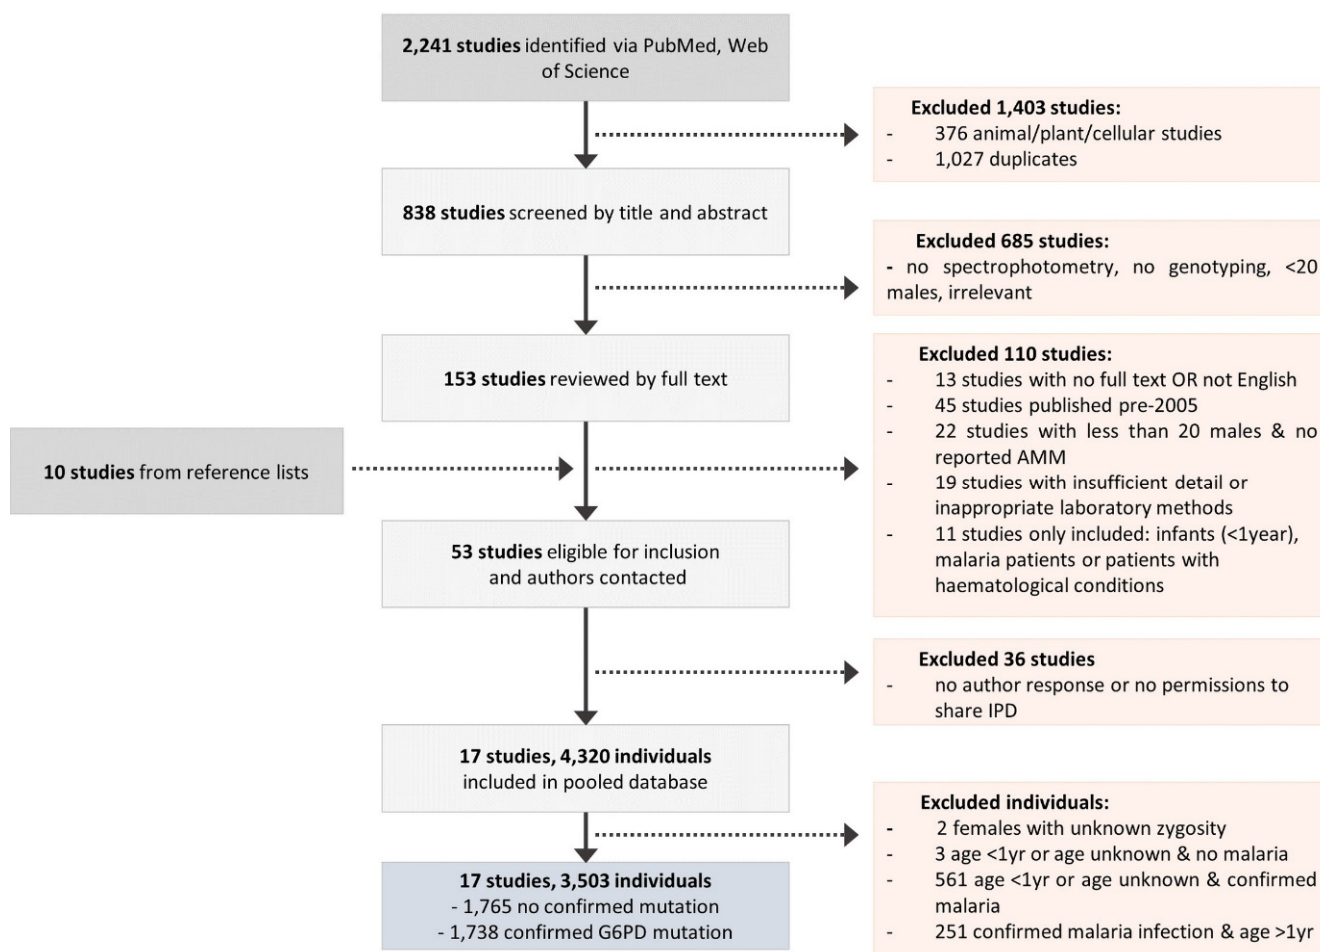 2,241 studies identified via PubMed, Web
of Science
Excluded 1,403 studies:
- 376 animal/plant/cellular studies
- 1,027 duplicates
838 studies screened by title and abstract
Excluded 685 studies:
- no spectrophotometry, no genotyping, <20
males, irrelevant
153 studies reviewed by full text
Excluded 110 studies:
- 13 studies with no full text OR not English
- 45 studies published pre-2005
- 22 studies with less than 20 males & no
reported AMM
- 19 studies with insufficient detail or
inappropriate laboratory methods
- 11 studies only included: infants (<1year),
malaria patients or patients with
haematological conditions
10 studies from reference lists
53 studies eligible for inclusion
and authors contacted
Excluded 36 studies
- no author response or no permissions to
share IPD
17 studies, 4,320 individuals
included in pooled database
Excluded individuals:
- 2 females with unknown zygosity
- 3 age <1yr or age unknown & no malaria
- 561 age <1yr or age unknown & confirmed
malaria
- 251 confirmed malaria infection & age >1yr
17 studies, 3,503 individuals
- 1,765 no confirmed mutation
- 1,738 confirmed G6PD mutation